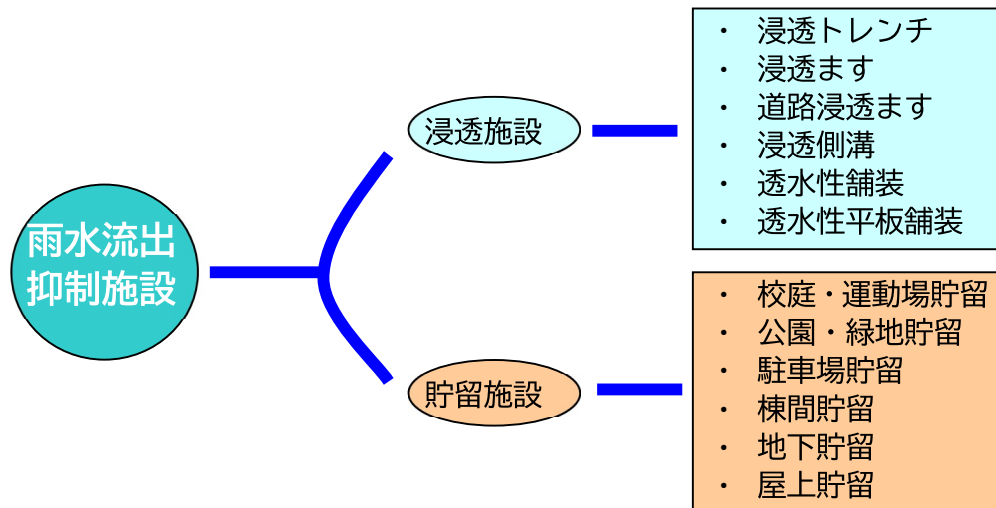 雨水流出
抑制施設
浸透施設
・ 浸透トレンチ
・ 浸透ます
・ 道路浸透ます
・ 浸透側溝
・ 透水性舗装
・ 透水性平板舗装
貯留施設
・ 校庭・運動場貯留
・ 公園・緑地貯留
・ 駐車場貯留
・ 棟間貯留
・ 地下貯留
・ 屋上貯留